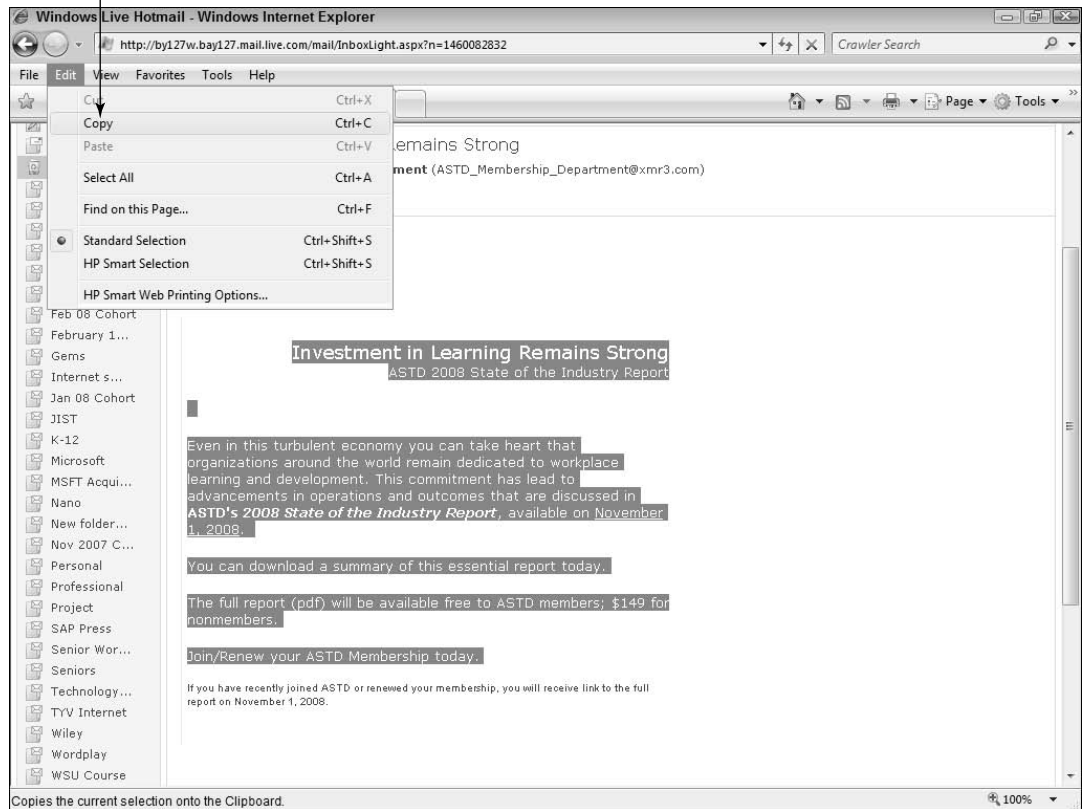 Windows Live Hotmail - Windows Internet Explorer
http://by127w.bay127.mail.live.com/mail/InboxLight.aspx?n=1460082832
Crawler Search
File Edit View Favorites Tools Help
Page Tools
Cut Ctrl+X
Copy Ctrl+C
Paste Ctrl+V
Select All Ctrl+A
Find on this Page... Ctrl+F
Standard Selection Ctrl+Shift+S
HP Smart Selection Ctrl+Shift+S
HP Smart Web Printing Options...
emains Strong
ment (ASTD_Membership_Department@xmr3.com)
Feb 08 Cohort
February 1...
Gems
Internet s...
Jan 08 Cohort
JIST
K-12
Microsoft
MSFT Acqui...
Nano
New folder...
Nov 2007 C...
Personal
Professional
Project
SAP Press
Senior Wor...
Seniors
Technology...
TYV Internet
Wiley
Wordplay
WSU Course
Investment in Learning Remains Strong
ASTD 2008 State of the Industry Report
Even in this turbulent economy you can take heart that
organizations around the world remain dedicated to workplace
learning and development. This commitment has lead to
advancements in operations and outcomes that are discussed in
ASTD's 2008 State of the Industry Report, available on November
1, 2008.
You can download a summary of this essential report today.
The full report (pdf) will be available free to ASTD members; $149 for
nonmembers.
Join/Renew your ASTD Membership today.
If you have recently joined ASTD or renewed your membership, you will receive link to the full
report on November 1, 2008.
Copies the current selection onto the Clipboard.
100%